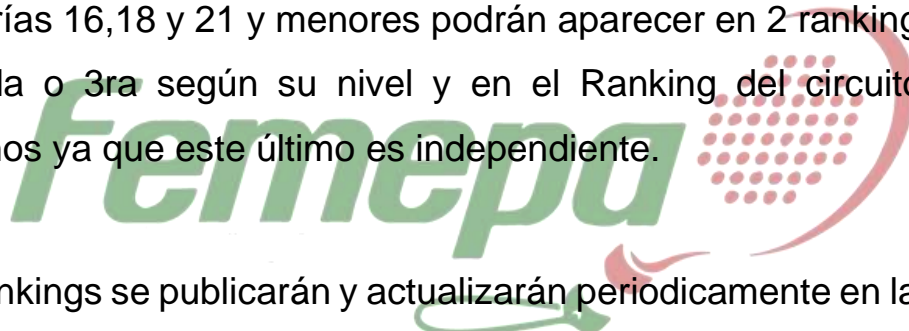 rías 16,18 y 21 y menores podrán aparecer en 2 ranking
da o 3ra según su nivel y en el Ranking del circuito
nos ya que este último es independiente.
femepa
nkings se publicarán y actualizarán periodicamente en la